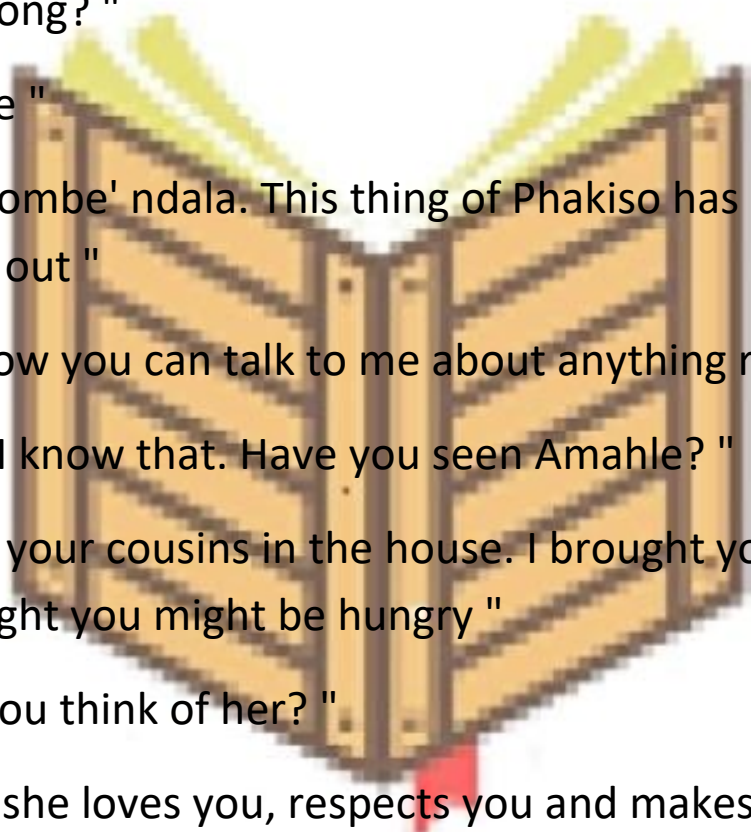 ong? "
e "
ombe' ndala. This thing of Phakiso has
out "
ow you can talk to me about anything
I know that. Have you seen Amahle? "
your cousins in the house. I brought yo
ght you might be hungry "
ou think of her? "
she loves you, respects you and makes